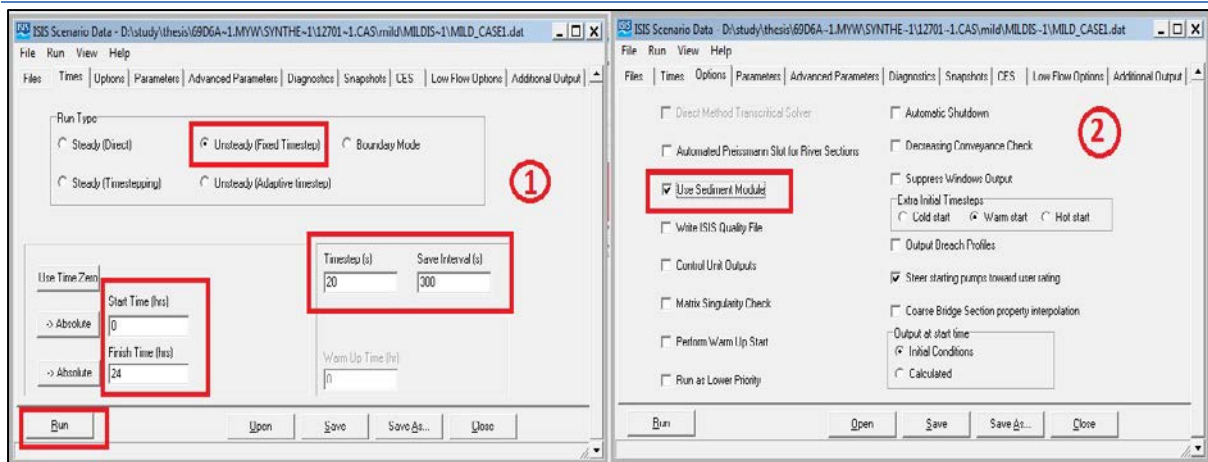 ISIS Scenario Data - D:\study\thesis\69D6A~1.MYW\SYNTHE~1\12701~1.CAS\mild\MILDIS~1\MILD_CASE1.dat
File Run View Help
Files Times Options Parameters Advanced Parameters Diagnostics Snapshots CES Low Flow Options Additional Output
Run Type
Steady (Direct) Unsteady (Fixed Timestep) Boundary Mode
Steady (Timestepping) Unsteady (Adaptive timestep)
1
Timestep (s) Save Interval (s)
20 300
Use Time Zero
Start Time (hrs)
-> Absolute 0
Finish Time (hrs)
-> Absolute 24
Warm Up Time (hr)
0
Run Open Save Save As... Close
ISIS Scenario Data - D:\study\thesis\69D6A~1.MYW\SYNTHE~1\12701~1.CAS\mild\MILDIS~1\MILD_CASE1.dat
File Run View Help
Files Times Options Parameters Advanced Parameters Diagnostics Snapshots CES Low Flow Options Additional Output
Direct Method Transcritical Solver
Automated Preissmann Slot for River Sections
Use Sediment Module
Write ISIS Quality File
Control Unit Outputs
Matrix Singularity Check
Perform Warm Up Start
Run as Lower Priority
Automatic Shutdown
2
Decreasing Conveyance Check
Suppress Windows Output
Extra Initial Timesteps
Cold start Warm start Hot start
Output Breach Profiles
Steer starting pumps toward user rating
Coarse Bridge Section property interpolation
Output at start time
Initial Conditions
Calculated
Run Open Save Save As... Close